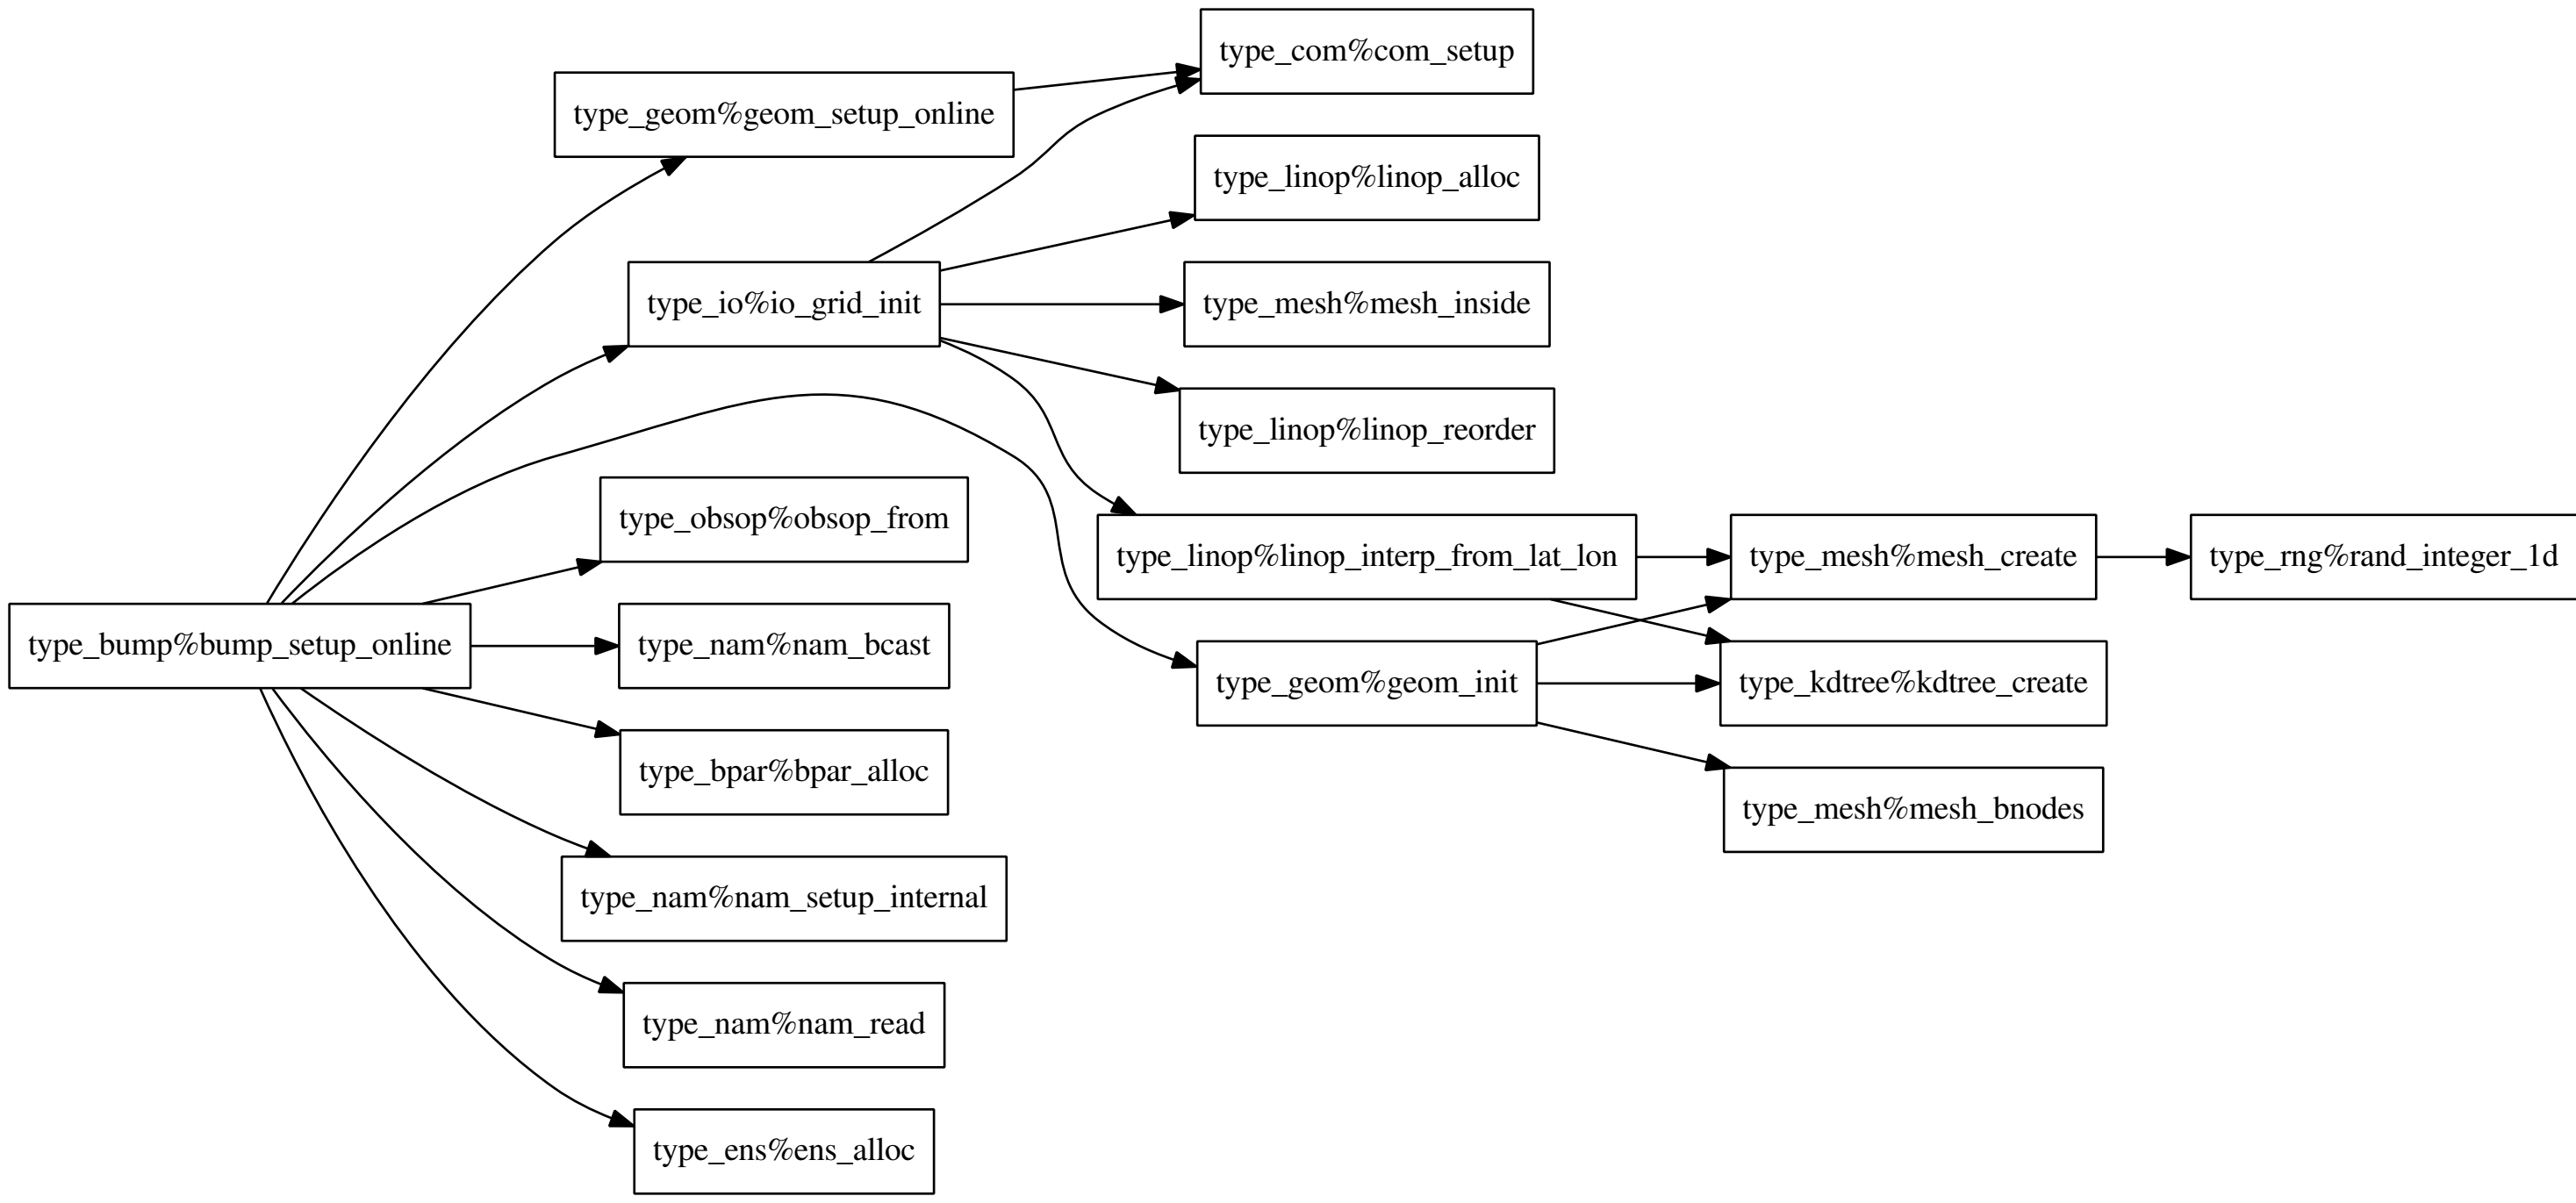 type_com%com_setup
type_geom%geom_setup_online
type_linop%linop_alloc
type_io%io_grid_init
type_mesh%mesh_inside
type_linop%linop_reorder
type_obsop%obsop_from
type_linop%linop_interp_from_lat_lon
type_mesh%mesh_create
type_rng%rand_integer_1d
type_bump%bump_setup_online
type_nam%nam_bcast
type_geom%geom_init
type_kdtree%kdtree_create
type_bpar%bpar_alloc
type_mesh%mesh_bnodes
type_nam%nam_setup_internal
type_nam%nam_read
type_ens%ens_alloc